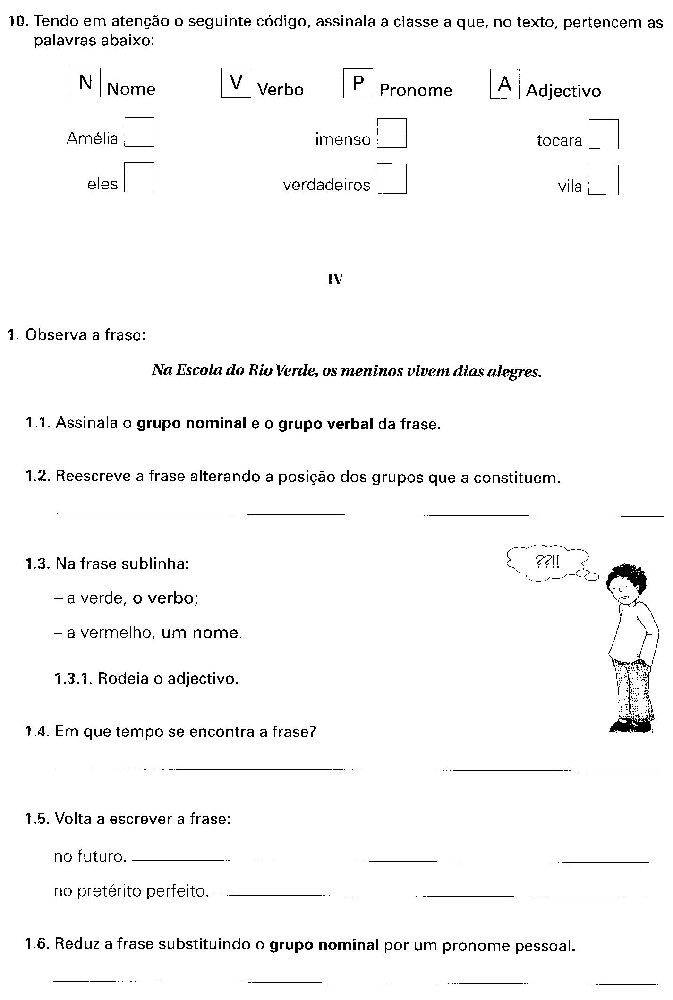 10. Tendo em atenção o seguinte código, assinala a classe a que, no texto, pertencem as
palavras abaixo:
N Nome V Verbo P Pronome A Adjectivo
Amélia imenso tocara
eles verdadeiros vila
IV
1. Observa a frase:
Na Escola do Rio Verde, os meninos vivem dias alegres.
1.1. Assinala o grupo nominal e o grupo verbal da frase.
1.2. Reescreve a frase alterando a posição dos grupos que a constituem.
??!!
1.3. Na frase sublinha:
– a verde, o verbo;
– a vermelho, um nome.
1.3.1. Rodeia o adjectivo.
1.4. Em que tempo se encontra a frase?
1.5. Volta a escrever a frase:
no futuro.
no pretérito perfeito.
1.6. Reduz a frase substituindo o grupo nominal por um pronome pessoal.